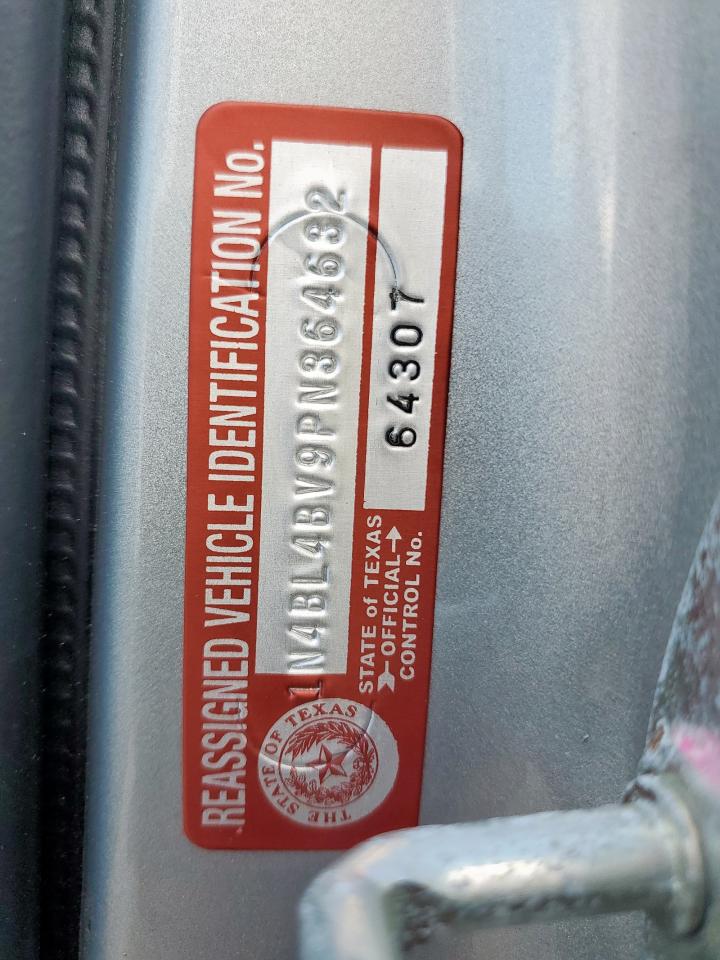 REASSIGNED VEHICLE IDENTIFICATION No.
1N4BL4BV9PN364632
THE STATE OF TEXAS
STATE of TEXAS
OFFICIAL
CONTROL No.
64307